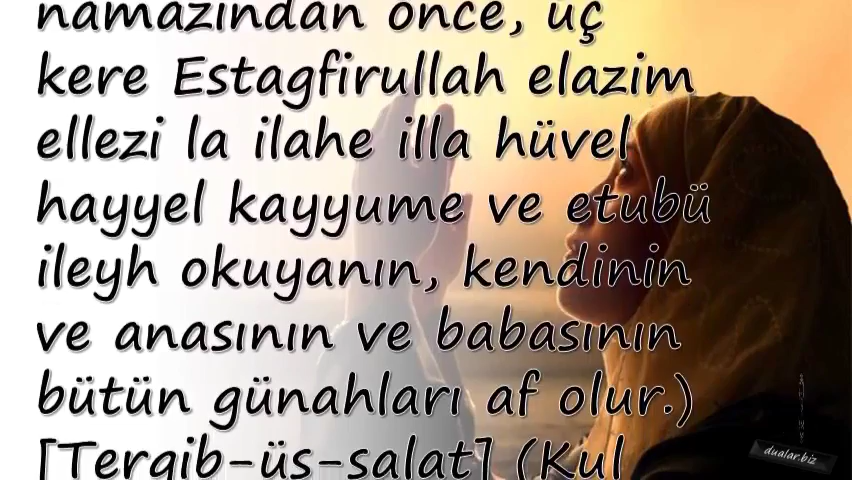 namazından önce, üç
kere Estagfirullah elazim
ellezi la ilahe illa hüvel
hayyel kayyume ve etubü
ileyh okuyanın, kendinin
ve anasının ve babasının
bütün günahları af olur.)
[Tergib-üs-salat] (Kul
dualar.biz